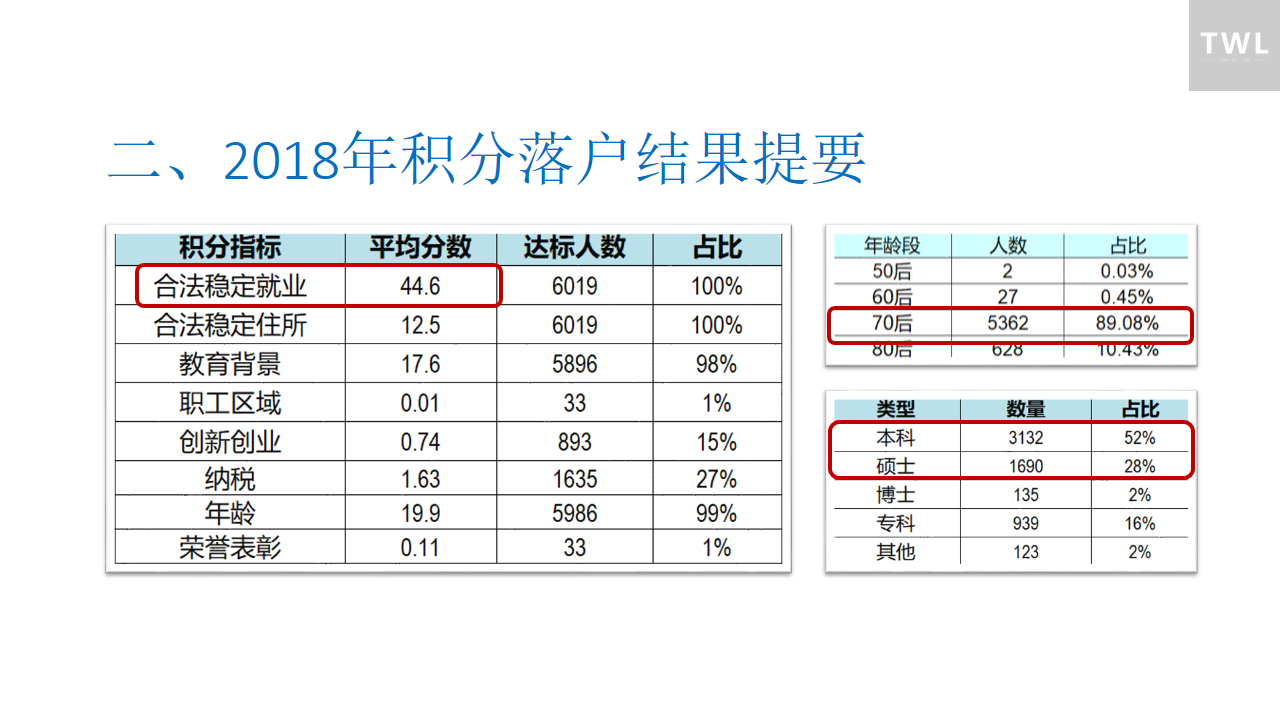 TWL
二、2018年积分落户结果提要
积分指标 平均分数 达标人数 占比
合法稳定就业 44.6 6019 100%
合法稳定住所 12.5 6019 100%
教育背景 17.6 5896 98%
职工区域 0.01 33 1%
创新创业 0.74 893 15%
纳税 1.63 1635 27%
年龄 19.9 5986 99%
荣誉表彰 0.11 33 1%
年龄段 人数 占比
50后 2 0.03%
60后 27 0.45%
70后 5362 89.08%
80后 628 10.43%
类型 数量 占比
本科 3132 52%
硕士 1690 28%
博士 135 2%
专科 939 16%
其他 123 2%